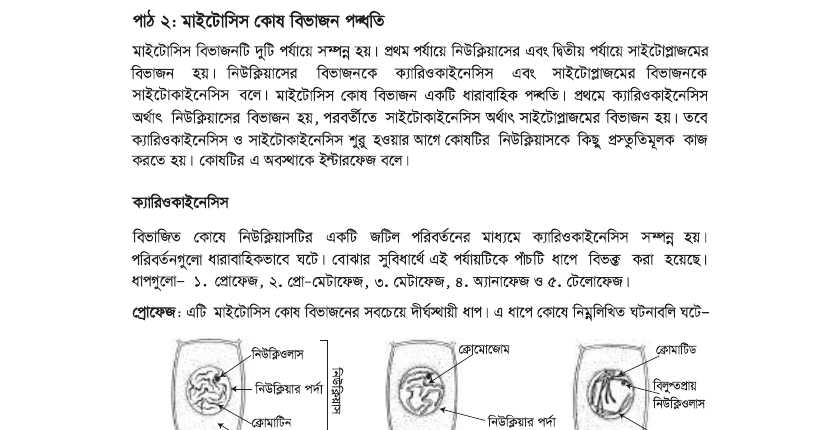 পাঠ ২: মাইটোসিস কোষ বিভাজন পদ্ধতি
মাইটোসিস বিভাজনটি দুটি পর্যায়ে সম্পন্ন হয়। প্রথম পর্যায়ে নিউক্লিয়াসের এবং দ্বিতীয় পর্যায়ে সাইটোপ্লাজমের
বিভাজন হয়। নিউক্লিয়াসের বিভাজনকে ক্যারিওকাইনেসিস এবং সাইটোপ্লাজমের বিভাজনকে
সাইটোকাইনেসিস বলে। মাইটোসিস কোষ বিভাজন একটি ধারাবাহিক পদ্ধতি। প্রথমে ক্যারিওকাইনেসিস
অর্থাৎ নিউক্লিয়াসের বিভাজন হয়, পরবর্তীতে সাইটোকাইনেসিস অর্থাৎ সাইটোপ্লাজমের বিভাজন হয়। তবে
ক্যারিওকাইনেসিস ও সাইটোকাইনেসিস শুরু হওয়ার আগে কোষটির নিউক্লিয়াসকে কিছু প্রস্তুতিমূলক কাজ
করতে হয়। কোষটির এ অবস্থাকে ইন্টারফেজ বলে।
ক্যারিওকাইনেসিস
বিভাজিত কোষে নিউক্লিয়াসটির একটি জটিল পরিবর্তনের মাধ্যমে ক্যারিওকাইনেসিস সম্পন্ন হয়।
পরিবর্তনগুলো ধারাবাহিকভাবে ঘটে। বোঝার সুবিধার্থে এই পর্যায়টিকে পাঁচটি ধাপে বিভক্ত করা হয়েছে।
ধাপগুলো– ১. প্রোফেজ, ২. প্রো-মেটাফেজ, ৩. মেটাফেজ, ৪. অ্যানাফেজ ও ৫. টেলোফেজ।
প্রোফেজ: এটি মাইটোসিস কোষ বিভাজনের সবচেয়ে দীর্ঘস্থায়ী ধাপ। এ ধাপে কোষে নিম্নলিখিত ঘটনাবলি ঘটে–
নিউক্লিওলাস
নিউক্লিয়ার পর্দা
ক্রোমাটিন
নিউক্লিয়াস
ক্রোমোজোম
নিউক্লিয়ার পর্দা
ক্রোমাটিড
বিলুপ্তপ্রায়
নিউক্লিওলাস